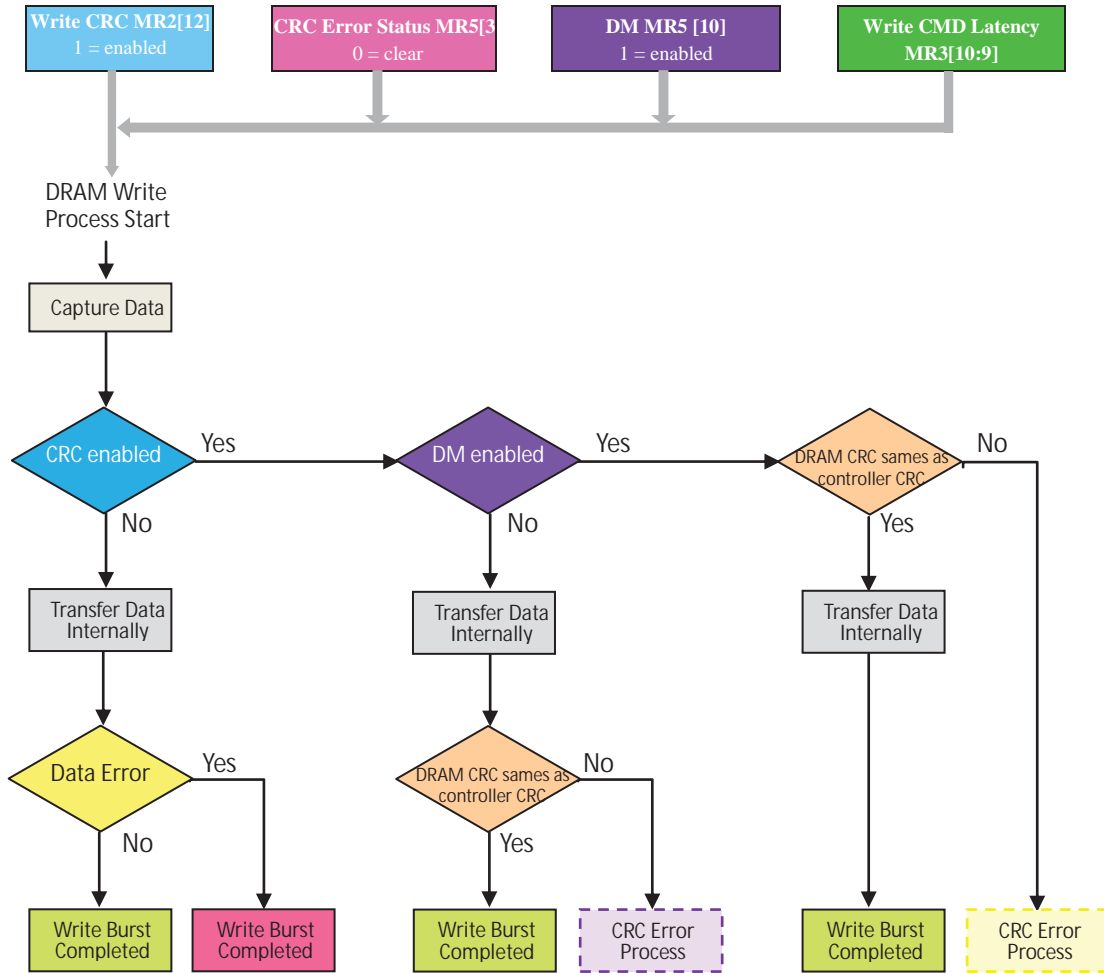 Write CRC MR2[12]
1 = enabled
CRC Error Status MR5[3
0 = clear
DM MR5 [10]
1 = enabled
Write CMD Latency
MR3[10:9]
DRAM Write
Process Start
Capture Data
CRC enabled
Yes
DM enabled
Yes
DRAM CRC sames as
controller CRC
No
No
No
Yes
Transfer Data
Internally
Transfer Data
Internally
Transfer Data
Internally
Data Error
Yes
DRAM CRC sames as
controller CRC
No
No
Yes
Write Burst
Completed
Write Burst
Completed
Write Burst
Completed
CRC Error
Process
Write Burst
Completed
CRC Error
Process